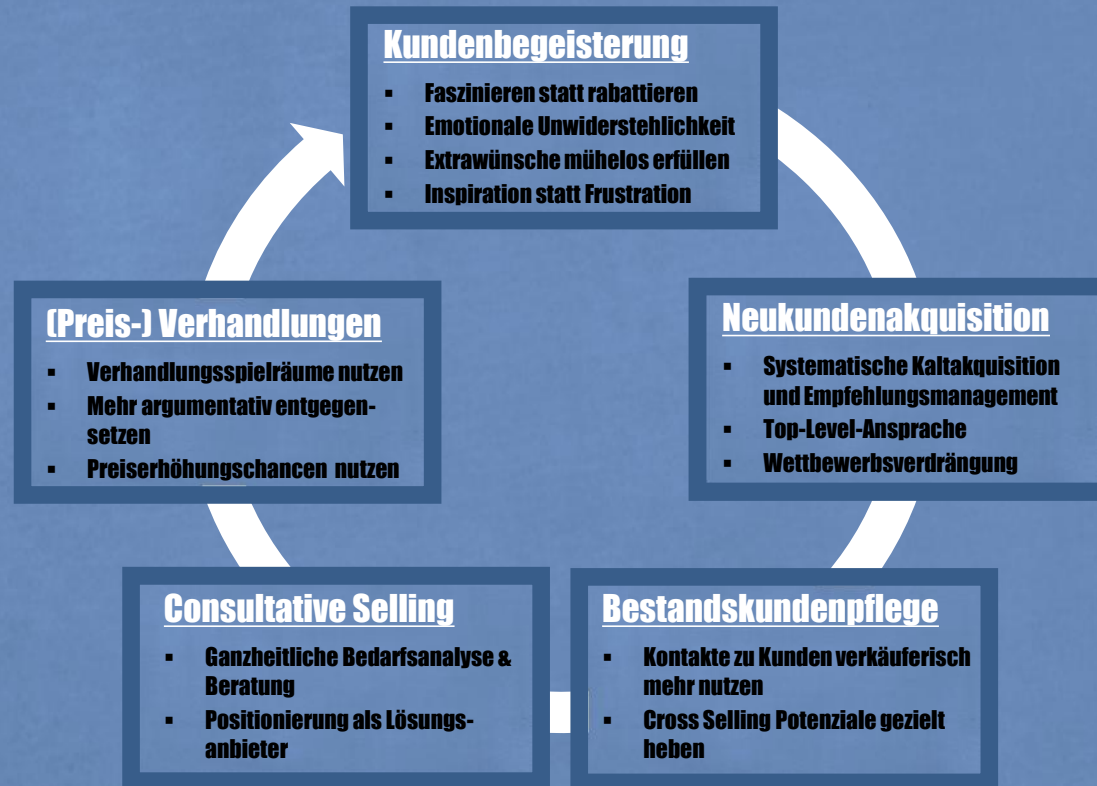 Kundenbegeisterung
▪ Faszinieren statt rabattieren
▪ Emotionale Unwiderstehlichkeit
▪ Extrawünsche mühelos erfüllen
▪ Inspiration statt Frustration
(Preis-) Verhandlungen
▪ Verhandlungsspielräume nutzen
▪ Mehr argumentativ entgegen-
setzen
▪ Preiserhöhungschancen nutzen
Neukundenakquisition
▪ Systematische Kaltakquisition
und Empfehlungsmanagement
▪ Top-Level-Ansprache
▪ Wettbewerbsverdrängung
Consultative Selling
▪ Ganzheitliche Bedarfsanalyse &
Beratung
▪ Positionierung als Lösungs-
anbieter
Bestandskundenpflege
▪ Kontakte zu Kunden verkäuferisch
mehr nutzen
▪ Cross Selling Potenziale gezielt
heben